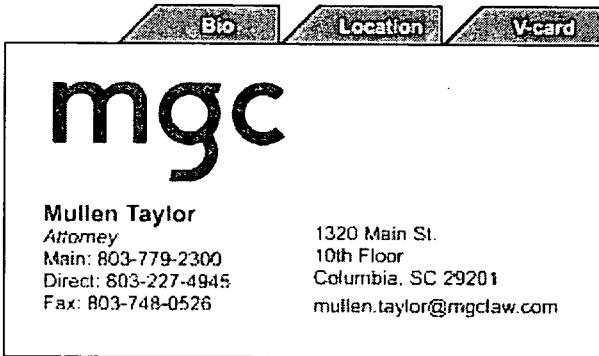 Bio Location V-card
mgc
Mullen Taylor
Attorney
Main: 803-779-2300
Direct: 803-227-4945
Fax: 803-748-0526
1320 Main St.
10th Floor
Columbia, SC 29201
mullen.taylor@mgclaw.com